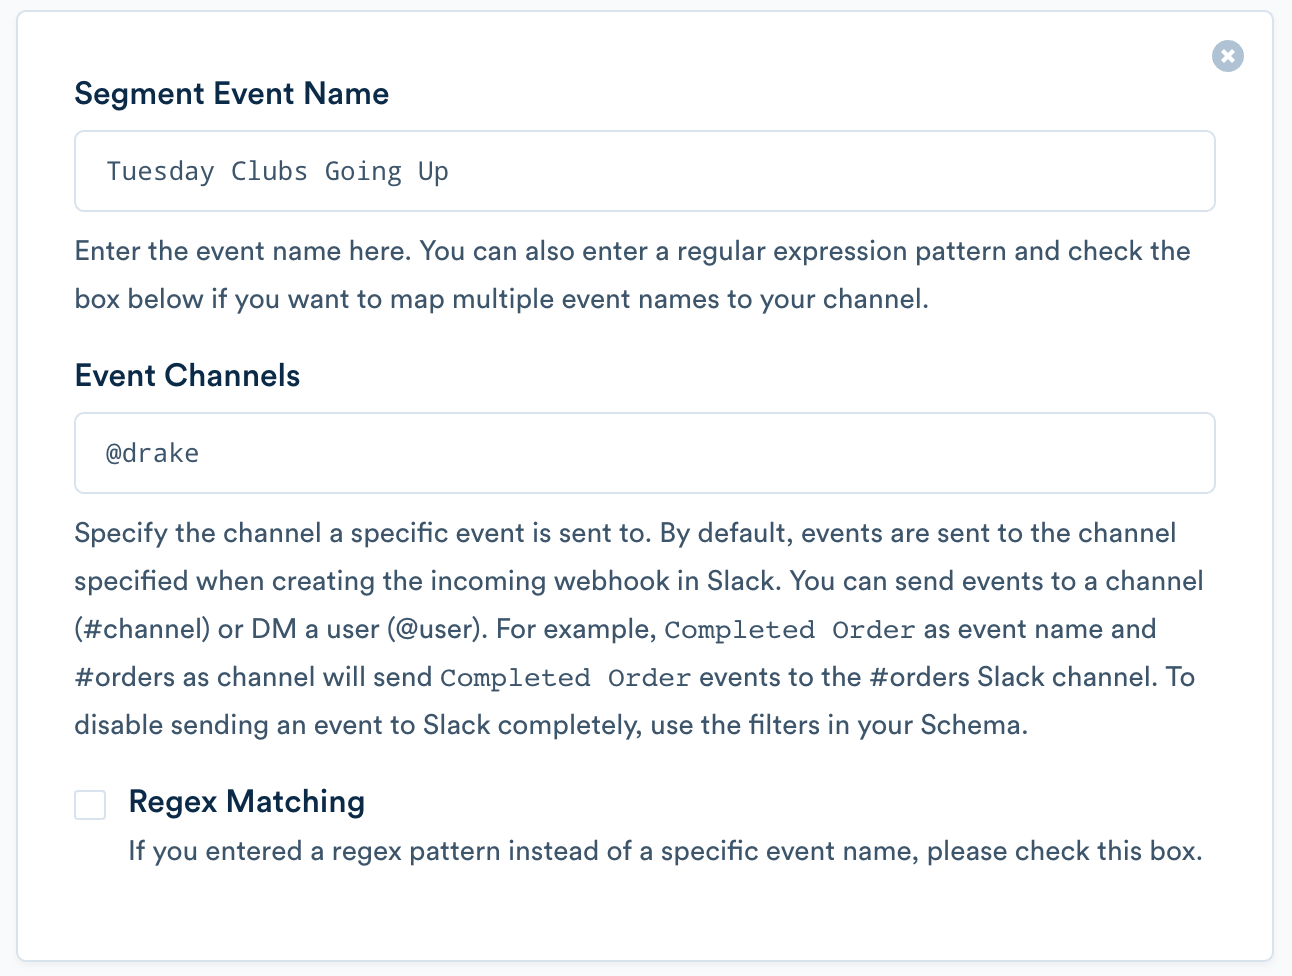 Segment Event Name
Tuesday Clubs Going Up
Enter the event name here. You can also enter a regular expression pattern and check the
box below if you want to map multiple event names to your channel.
Event Channels
@drake
Specify the channel a specific event is sent to. By default, events are sent to the channel
specified when creating the incoming webhook in Slack. You can send events to a channel
(#channel) or DM a user (@user). For example, Completed Order as event name and
#orders as channel will send Completed Order events to the #orders Slack channel. To
disable sending an event to Slack completely, use the filters in your Schema.
Regex Matching
If you entered a regex pattern instead of a specific event name, please check this box.